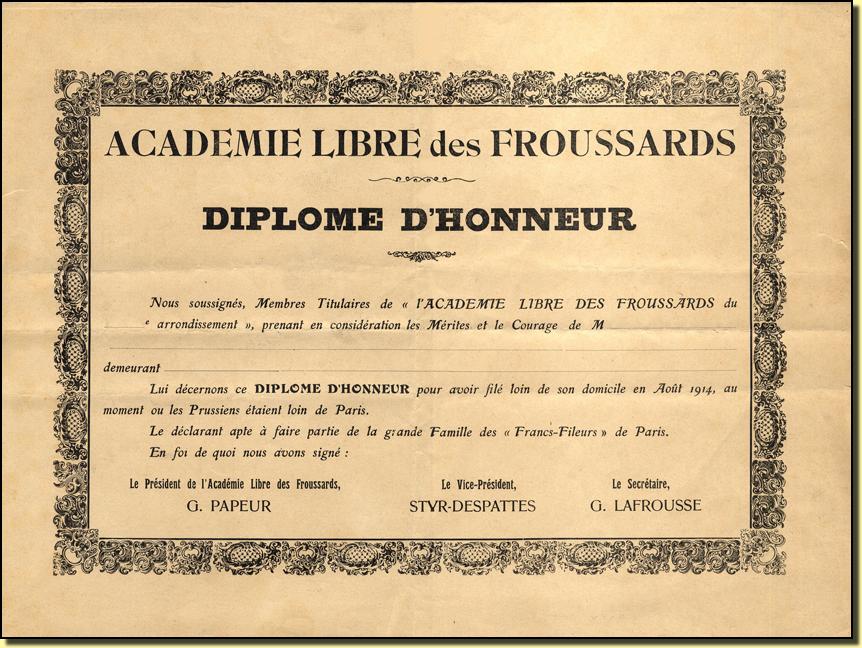 ACADEMIE LIBRE des FROUSSARDS
DIPLOME D'HONNEUR
Nous soussignés, Membres Titulaires de « l'ACADEMIE LIBRE DES FROUSSARDS du
e arrondissement », prenant en considération les Mérites et le Courage de M
demeurant
Lui décernons ce DIPLOME D'HONNEUR pour avoir filé loin de son domicile en Août 1914, au
moment ou les Prussiens étaient loin de Paris.
Le déclarant apte à faire partie de la grande Famille des « Francs-Fileurs » de Paris.
En foi de quoi nous avons signé :
Le Président de l'Académie Libre des Froussards, Le Vice-Président, Le Secrétaire,
G. PAPEUR STVR-DESPATTES G. LAFROUSSE